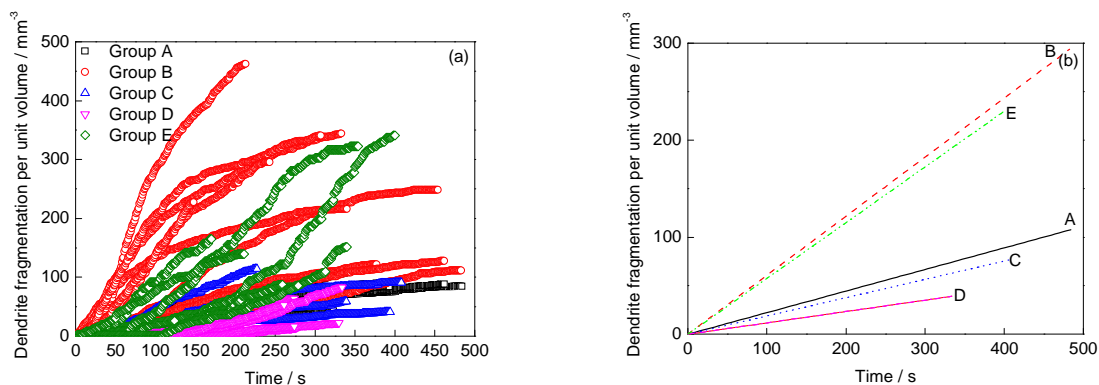 Dendrite fragmentation per unit volume / mm-3
500
400
300
200
100
0
Group A
Group B
Group C
Group D
Group E
(a)
0 50 100 150 200 250 300 350 400 450 500
Time / s
Dendrite fragmentation per unit volume / mm-3
300
200
100
0
B
(b)
E
A
C
D
0 100 200 300 400 500
Time / s